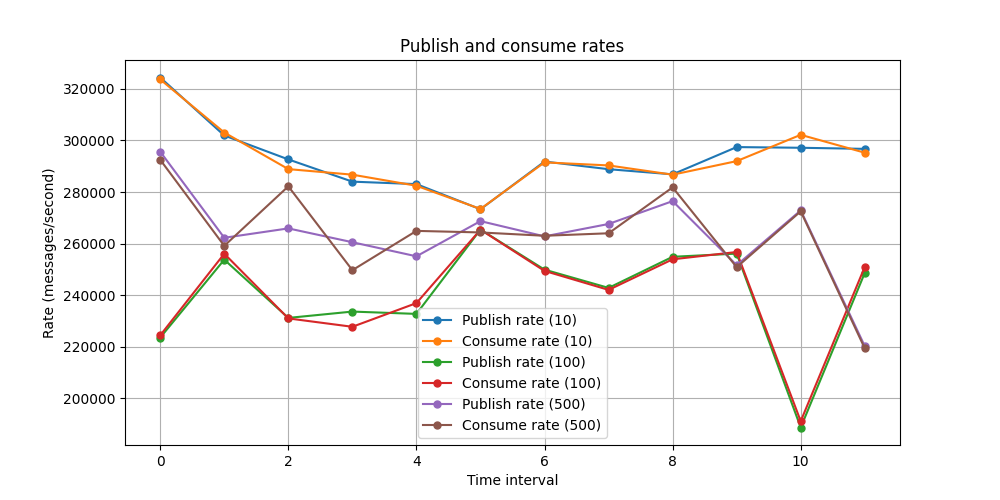 Publish and consume rates
Rate (messages/second)
320000
300000
280000
260000
240000
220000
200000
Publish rate (10)
Consume rate (10)
Publish rate (100)
Consume rate (100)
Publish rate (500)
Consume rate (500)
0 2 4 6 8 10
Time interval